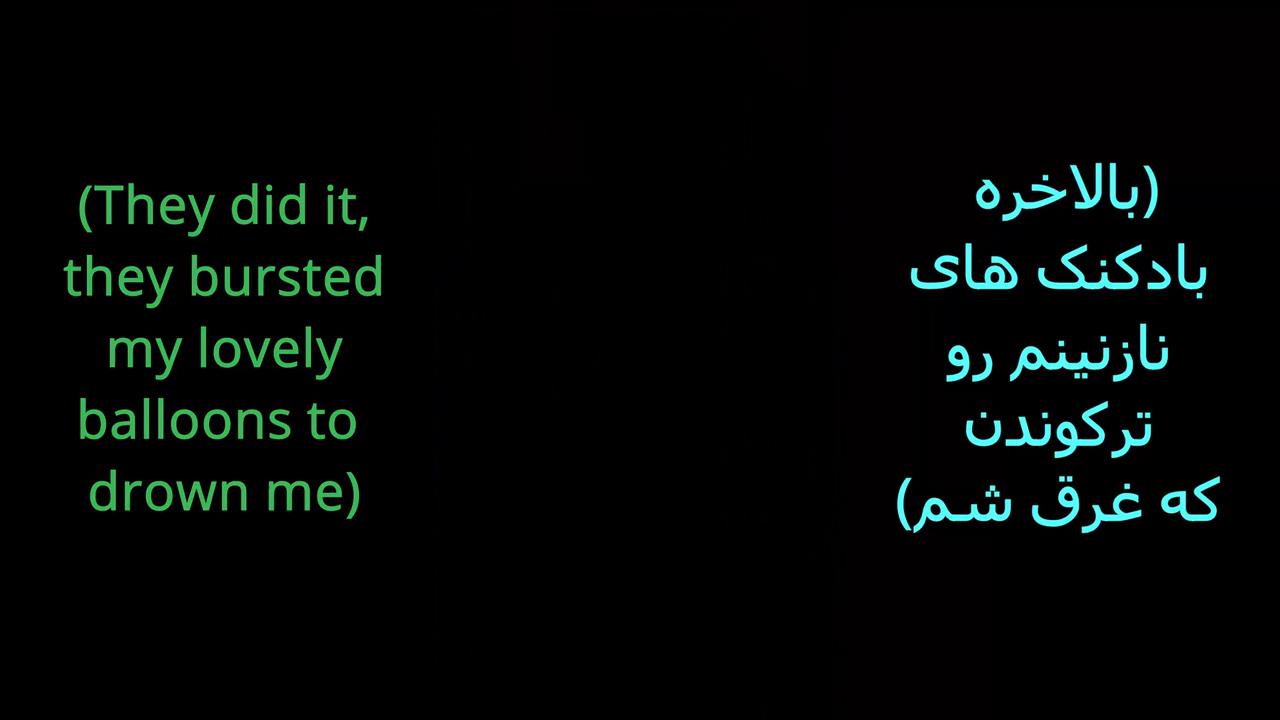 (They did it,
they bursted
my lovely
balloons to
drown me)
(بالاخره
بادکنک های
نازنینم رو
ترکوندن
که غرق شم)